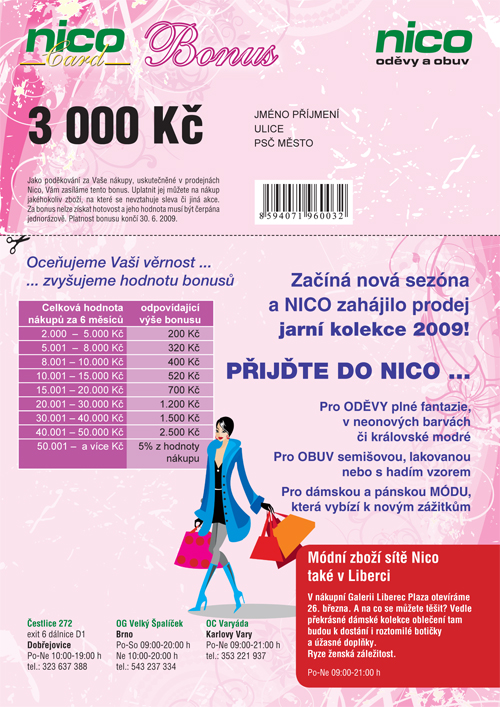 nico
Card
Bonus
nico
oděvy a obuv
3 000 Kč
JMÉNO PŘÍJMENÍ
ULICE
PSČ MĚSTO
Jako poděkování za Vaše nákupy, uskutečněné v prodejnách
Nico, Vám zasíláme tento bonus. Uplatnit jej můžete na nákup
jakéhokoliv zboží, na které se nevztahuje sleva či jiná akce.
Za bonus nelze získat hotovost a jeho hodnota musí být čerpána
jednorázově. Platnost bonusu končí 30. 6. 2009.
8 594071 960032
Oceňujeme Vaši věrnost ...
... zvyšujeme hodnotu bonusů
Celková hodnota nákupů za 6 měsíců odpovídající výše bonusu
2.000 – 5.000 Kč 200 Kč
5.001 – 8.000 Kč 320 Kč
8.001 – 10.000 Kč 400 Kč
10.001 – 15.000 Kč 520 Kč
15.001 – 20.000 Kč 700 Kč
20.001 – 30.000 Kč 1.200 Kč
30.001 – 40.000 Kč 1.500 Kč
40.001 – 50.000 Kč 2.500 Kč
50.001 - a více Kč 5% z hodnoty nákupu
Začíná nová sezóna
a NICO zahájilo prodej
jarní kolekce 2009!
PŘIJĎTE DO NICO ...
Pro ODĚVY plné fantazie,
v neonových barvách
či královské modré
Pro OBUV semišovou, lakovanou
nebo s hadím vzorem
Pro dámskou a pánskou MÓDU,
která vybízí k novým zážitkům
Módní zboží sítě Nico
také v Liberci
V nákupní Galerii Liberec Plaza otevíráme
26. března. A na co se můžete těšit? Vedle
překrásné dámské kolekce oblečení tam
budou k dostání i roztomilé botičky
a úžasné doplňky.
Ryze ženská záležitost.
Po-Ne 09:00-21:00 h
Čestlice 272
exit 6 dálnice D1
Dobřejovice
Po-Ne 10:00-19:00 h
tel.: 323 637 388
OG Velký Špalíček
Brno
Po-So 09:00-20:00 h
Ne 10:00-20:00 h
tel.: 543 237 334
OC Varyáda
Karlovy Vary
Po-Ne 09:00-21:00 h
tel.: 353 221 937